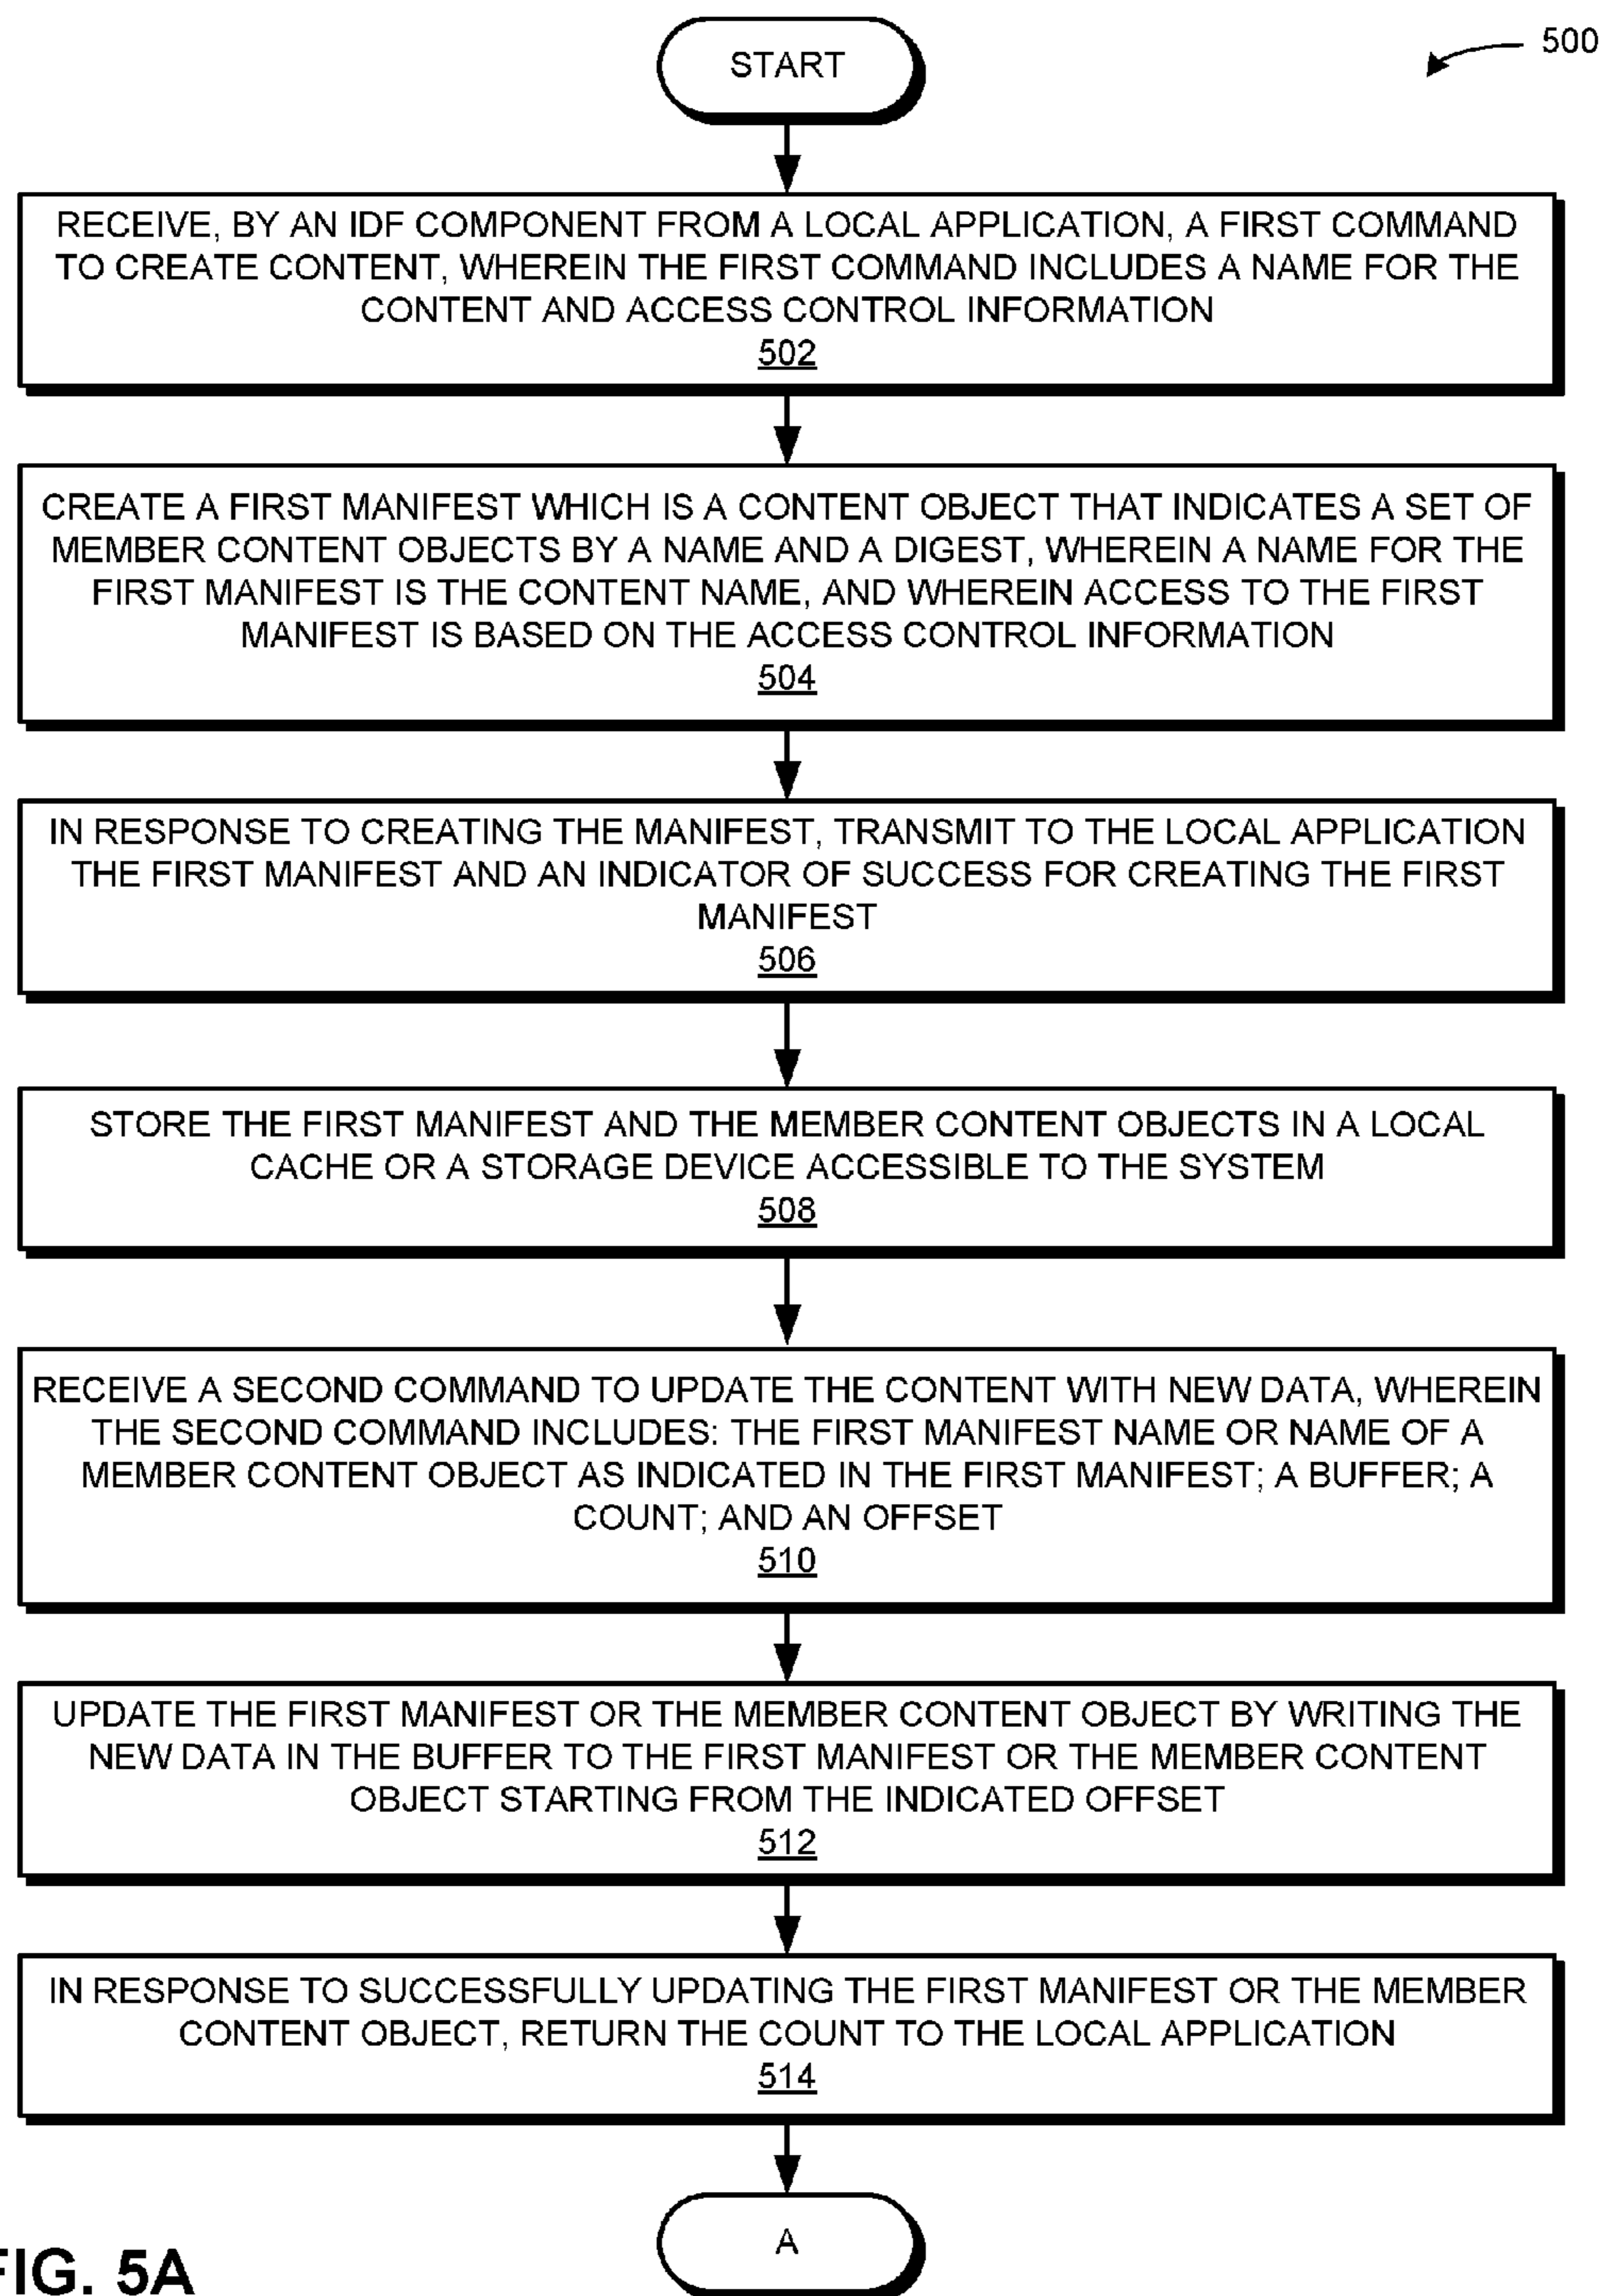 START
500
RECEIVE, BY AN IDF COMPONENT FROM A LOCAL APPLICATION, A FIRST COMMAND
TO CREATE CONTENT, WHEREIN THE FIRST COMMAND INCLUDES A NAME FOR THE
CONTENT AND ACCESS CONTROL INFORMATION
502
CREATE A FIRST MANIFEST WHICH IS A CONTENT OBJECT THAT INDICATES A SET OF
MEMBER CONTENT OBJECTS BY A NAME AND A DIGEST, WHEREIN A NAME FOR THE
FIRST MANIFEST IS THE CONTENT NAME, AND WHEREIN ACCESS TO THE FIRST
MANIFEST IS BASED ON THE ACCESS CONTROL INFORMATION
504
IN RESPONSE TO CREATING THE MANIFEST, TRANSMIT TO THE LOCAL APPLICATION
THE FIRST MANIFEST AND AN INDICATOR OF SUCCESS FOR CREATING THE FIRST
MANIFEST
506
STORE THE FIRST MANIFEST AND THE MEMBER CONTENT OBJECTS IN A LOCAL
CACHE OR A STORAGE DEVICE ACCESSIBLE TO THE SYSTEM
508
RECEIVE A SECOND COMMAND TO UPDATE THE CONTENT WITH NEW DATA, WHEREIN
THE SECOND COMMAND INCLUDES: THE FIRST MANIFEST NAME OR NAME OF A
MEMBER CONTENT OBJECT AS INDICATED IN THE FIRST MANIFEST; A BUFFER; A
COUNT; AND AN OFFSET
510
UPDATE THE FIRST MANIFEST OR THE MEMBER CONTENT OBJECT BY WRITING THE
NEW DATA IN THE BUFFER TO THE FIRST MANIFEST OR THE MEMBER CONTENT
OBJECT STARTING FROM THE INDICATED OFFSET
512
IN RESPONSE TO SUCCESSFULLY UPDATING THE FIRST MANIFEST OR THE MEMBER
CONTENT OBJECT, RETURN THE COUNT TO THE LOCAL APPLICATION
514
A
FIG. 5A